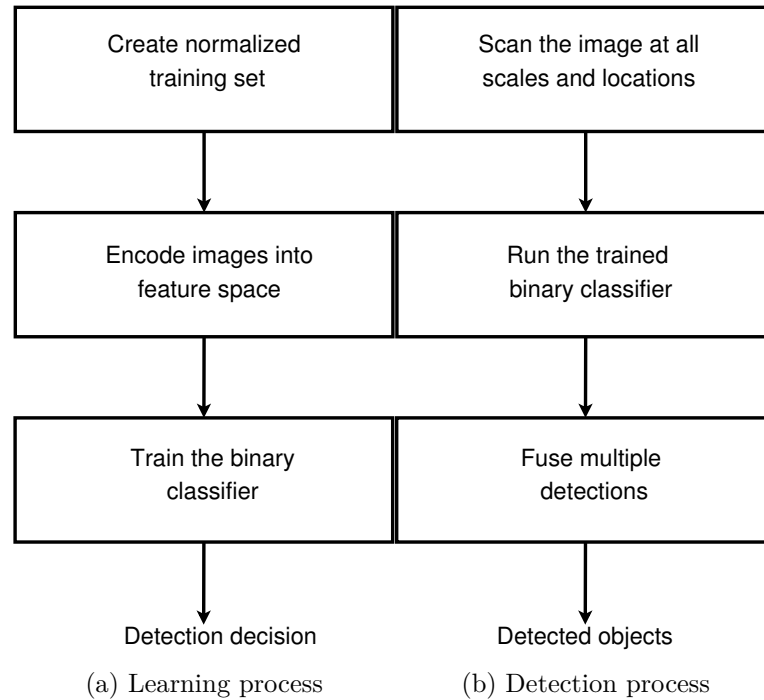 Create normalized
training set
Encode images into
feature space
Train the binary
classifier
Detection decision
(a) Learning process
Scan the image at all
scales and locations
Run the trained
binary classifier
Fuse multiple
detections
Detected objects
(b) Detection process